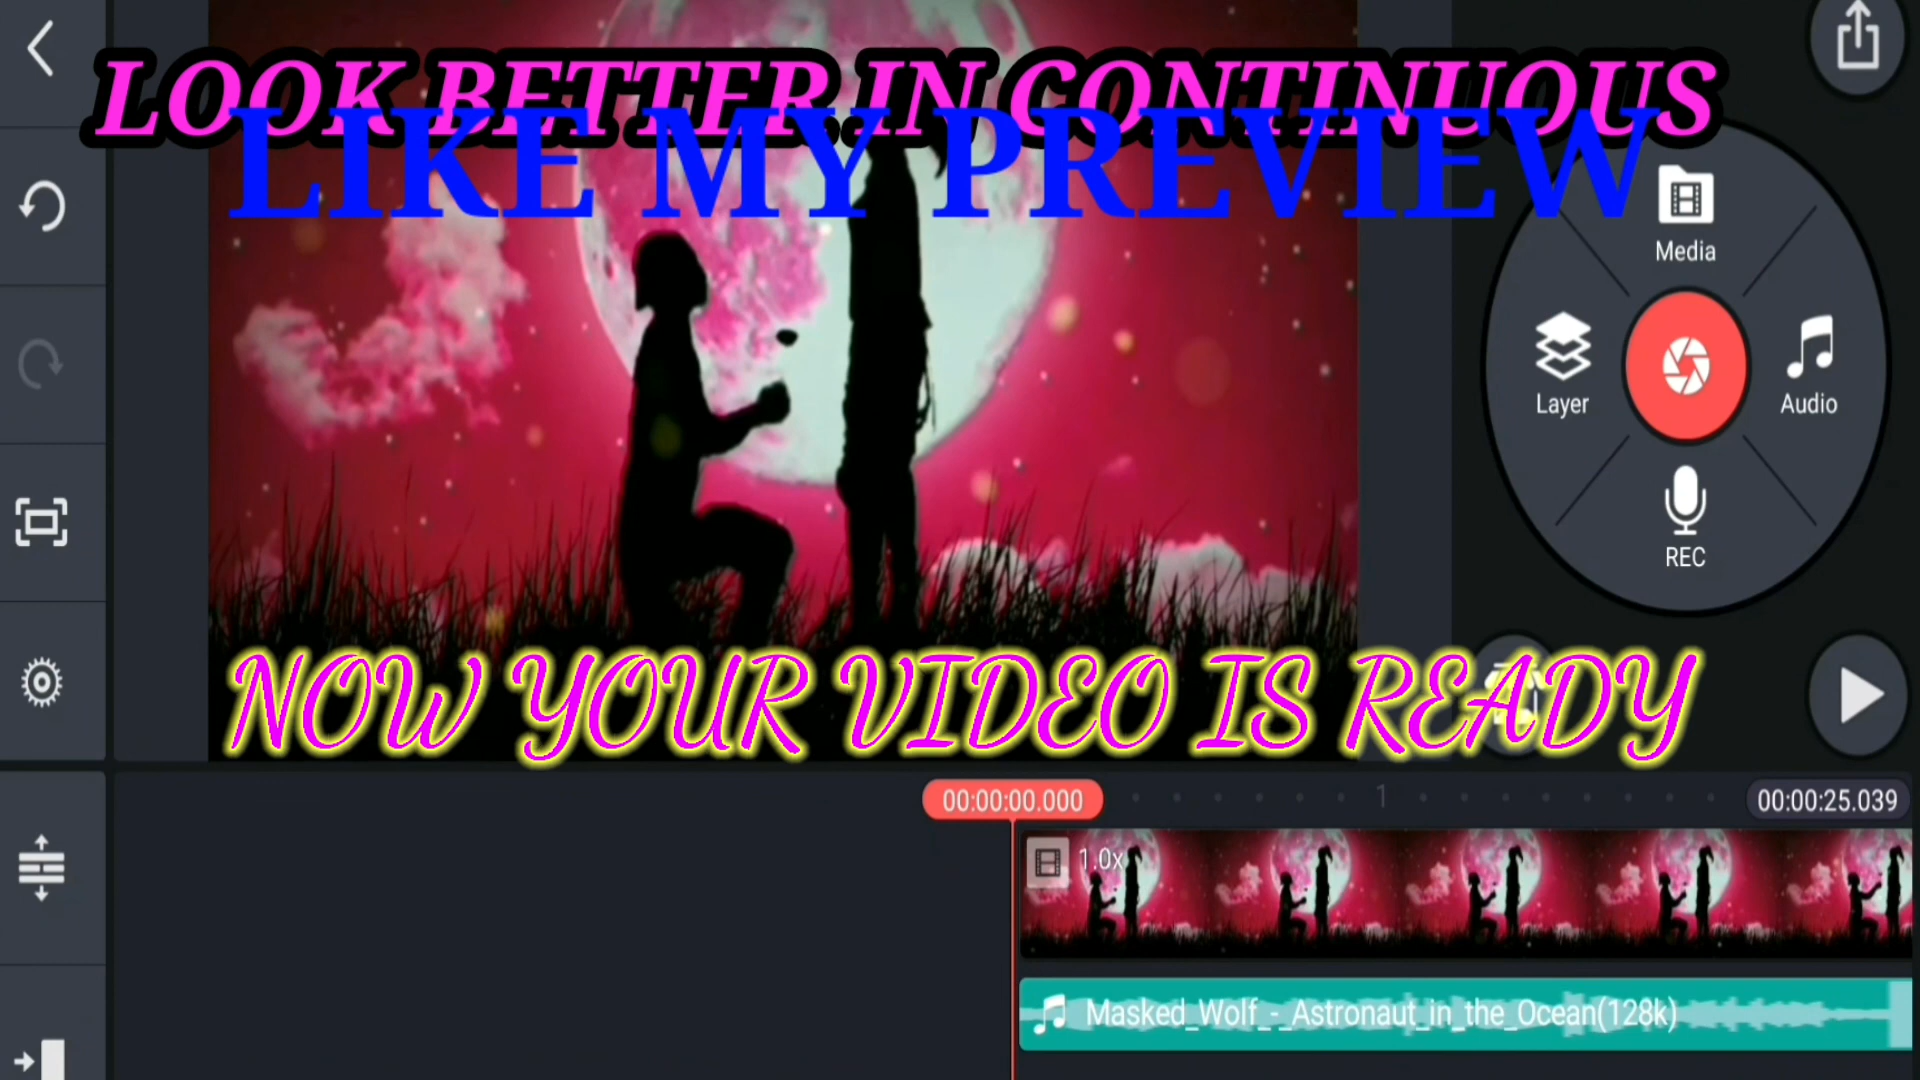 LOOK BETTER IN CONTINUOUS
LIKE MY PREVIEW
Media
Layer
Audio
REC
NOW YOUR VIDEO IS READY
00:00:00.000
1
00:00:25.039
1.0x
Masked_Wolf_-_Astronaut_in_the_Ocean(128k)